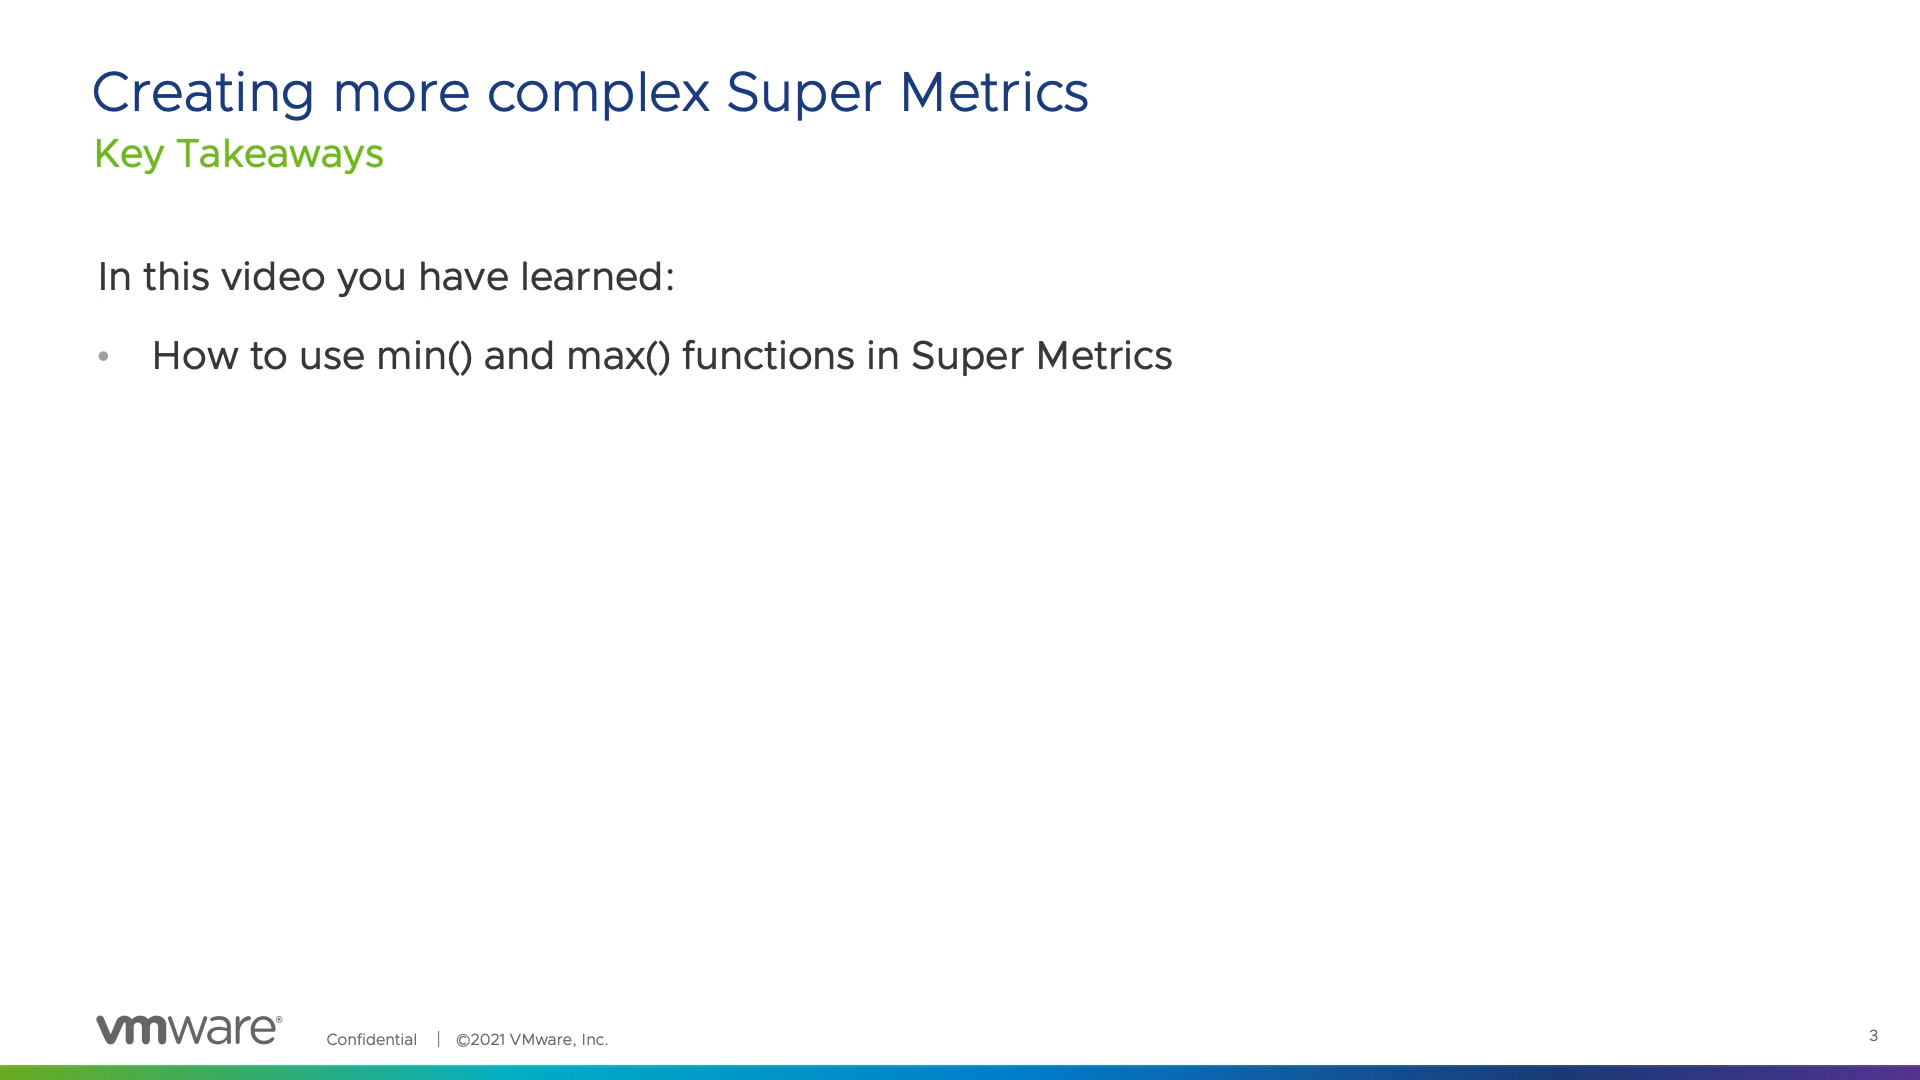 Creating more complex Super Metrics
Key Takeaways
In this video you have learned:
• How to use min() and max() functions in Super Metrics
vmware®
Confidential | ©2021 VMware, Inc.
3